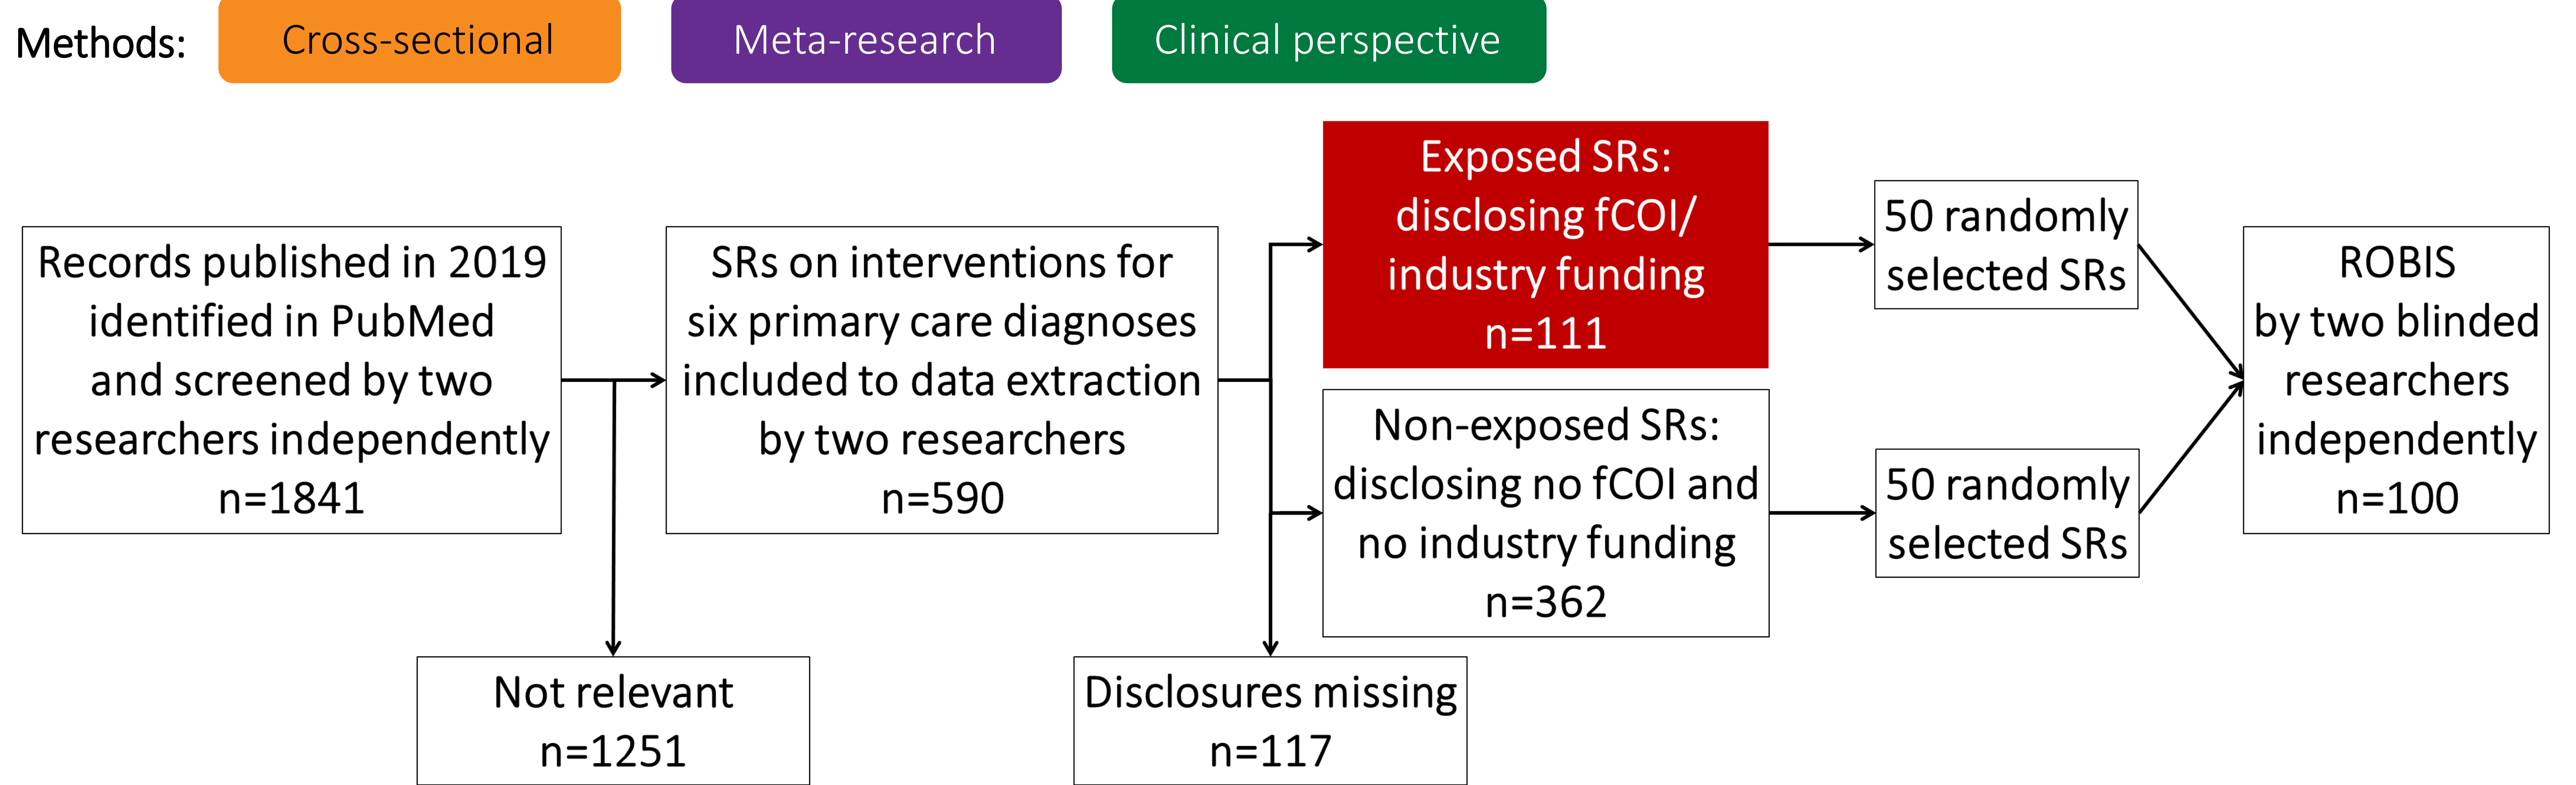 Methods:
Cross-sectional
Meta-research
Clinical perspective
Records published in 2019
identified in PubMed
and screened by two
researchers independently
n=1841
Not relevant
n=1251
SRs on interventions for
six primary care diagnoses
included to data extraction
by two researchers
n=590
Disclosures missing
n=117
Exposed SRs:
disclosing fCOI/
industry funding
n=111
Non-exposed SRs:
disclosing no fCOI and
no industry funding
n=362
50 randomly
selected SRs
50 randomly
selected SRs
ROBIS
by two blinded
researchers
independently
n=100